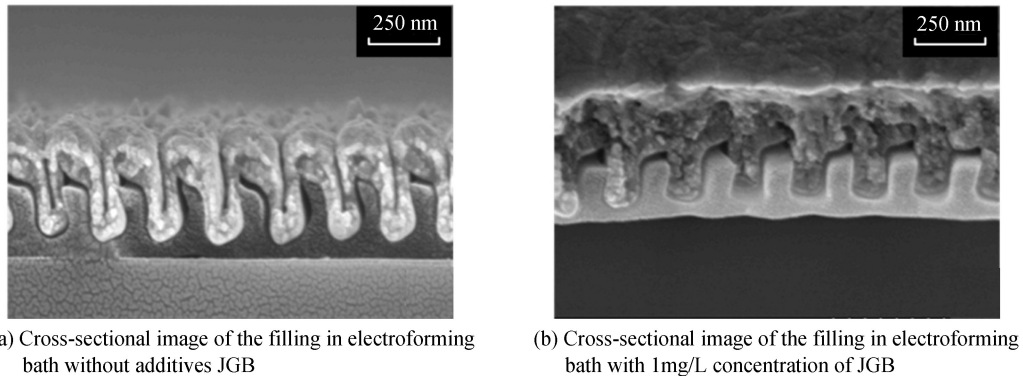 250 nm
250 nm
a) Cross-sectional image of the filling in electroforming
bath without additives JGB
(b) Cross-sectional image of the filling in electroforming
bath with 1mg/L concentration of JGB